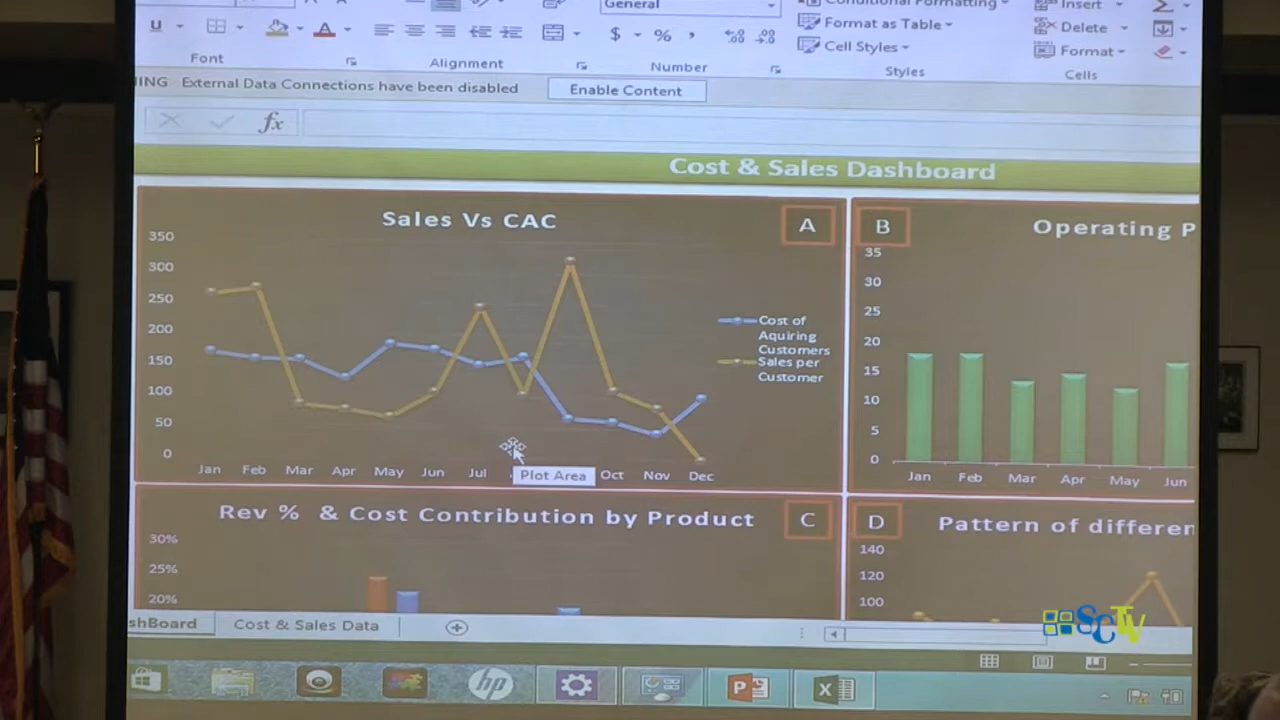 General
Conditional Formatting
Insert
U
A
$ % ,
Format as Table
Delete
Cell Styles
Format
Font
Alignment
Number
Styles
Cells
NING External Data Connections have been disabled
Enable Content
fx
Cost & Sales Dashboard
Sales Vs CAC
A
350
300
250
200
150
100
50
0
Jan Feb Mar Apr May Jun Jul Oct Nov Dec
Plot Area
Cost of
Aquiring
Customers
Sales per
Customer
B
Operating P
35
30
25
20
15
10
5
0
Jan Feb Mar Apr May Jun
Rev % & Cost Contribution by Product
C
30%
25%
20%
D
Pattern of differen
140
120
100
shBoard
Cost & Sales Data
SCTV
hp
P
X